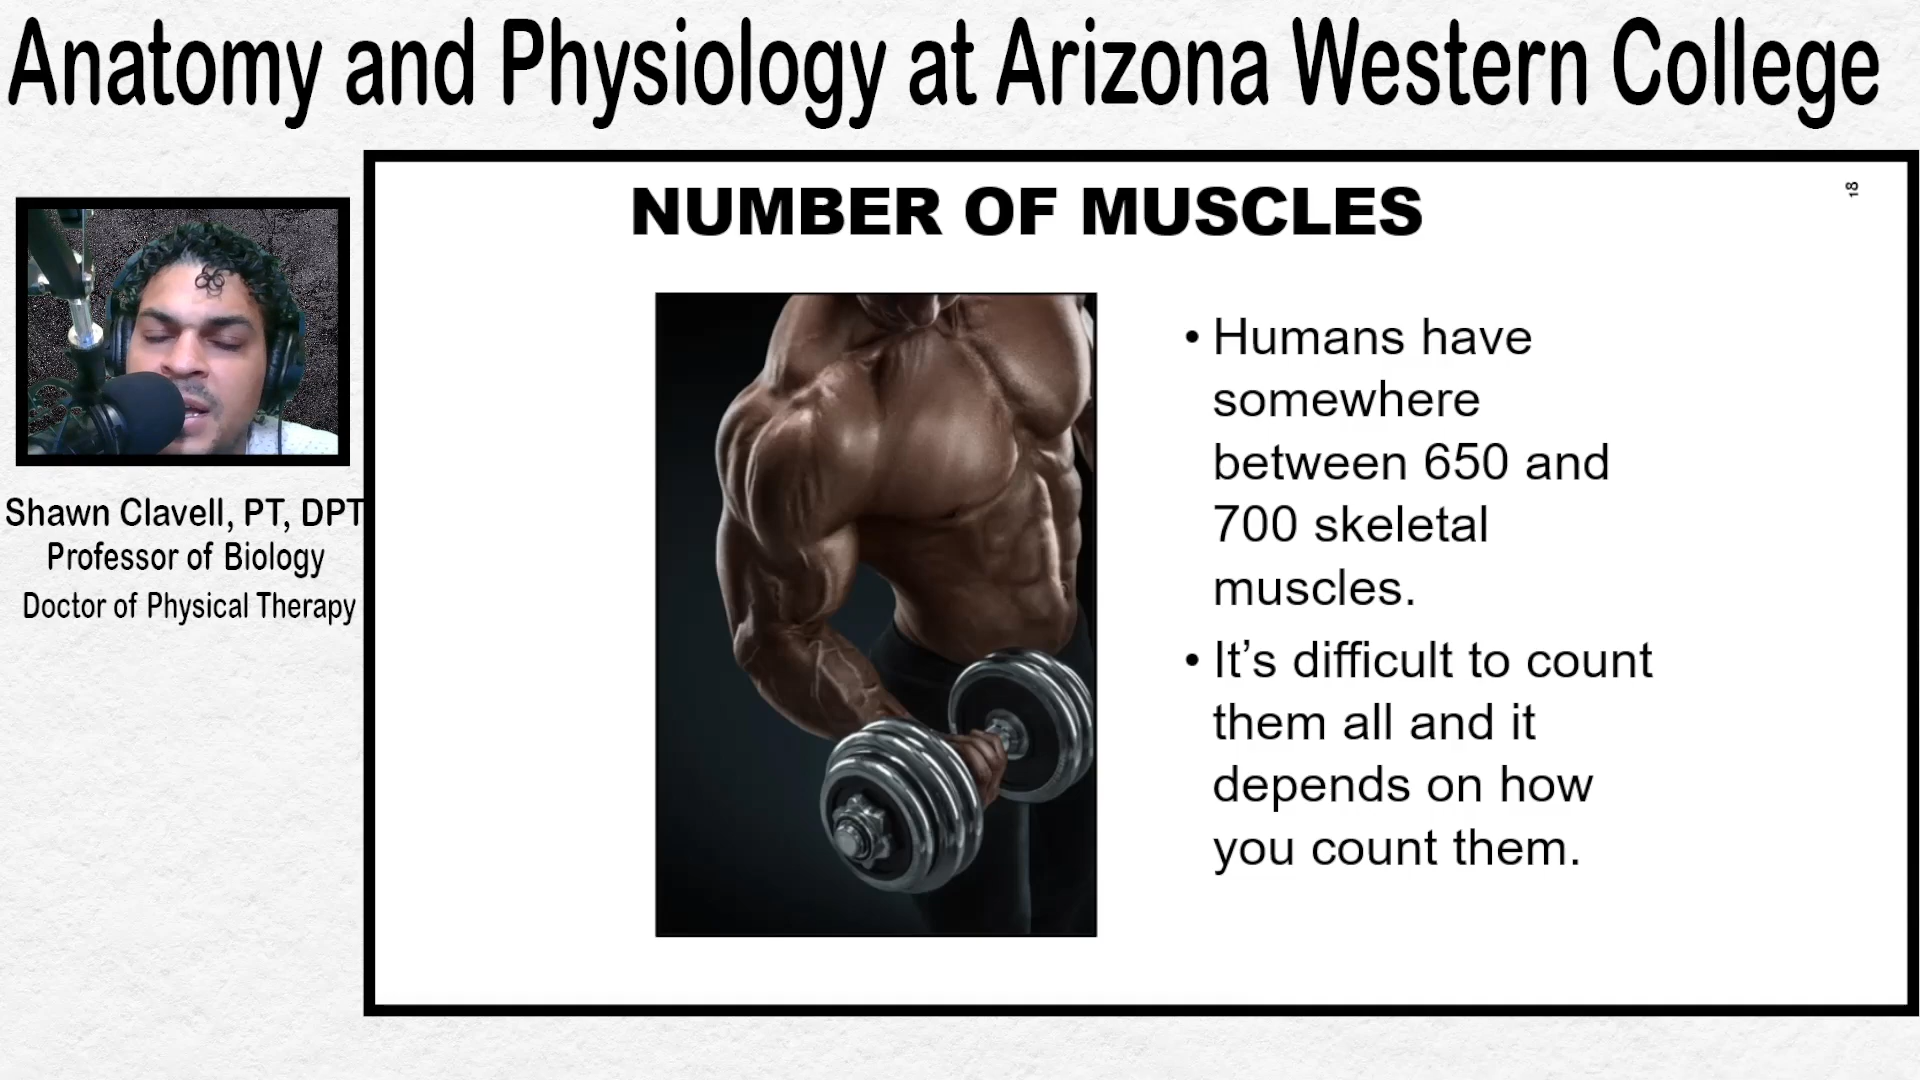 Anatomy and Physiology at Arizona Western College
NUMBER OF MUSCLES
18
• Humans have
somewhere
between 650 and
700 skeletal
muscles.
• It’s difficult to count
them all and it
depends on how
you count them.
Shawn Clavell, PT, DPT
Professor of Biology
Doctor of Physical Therapy